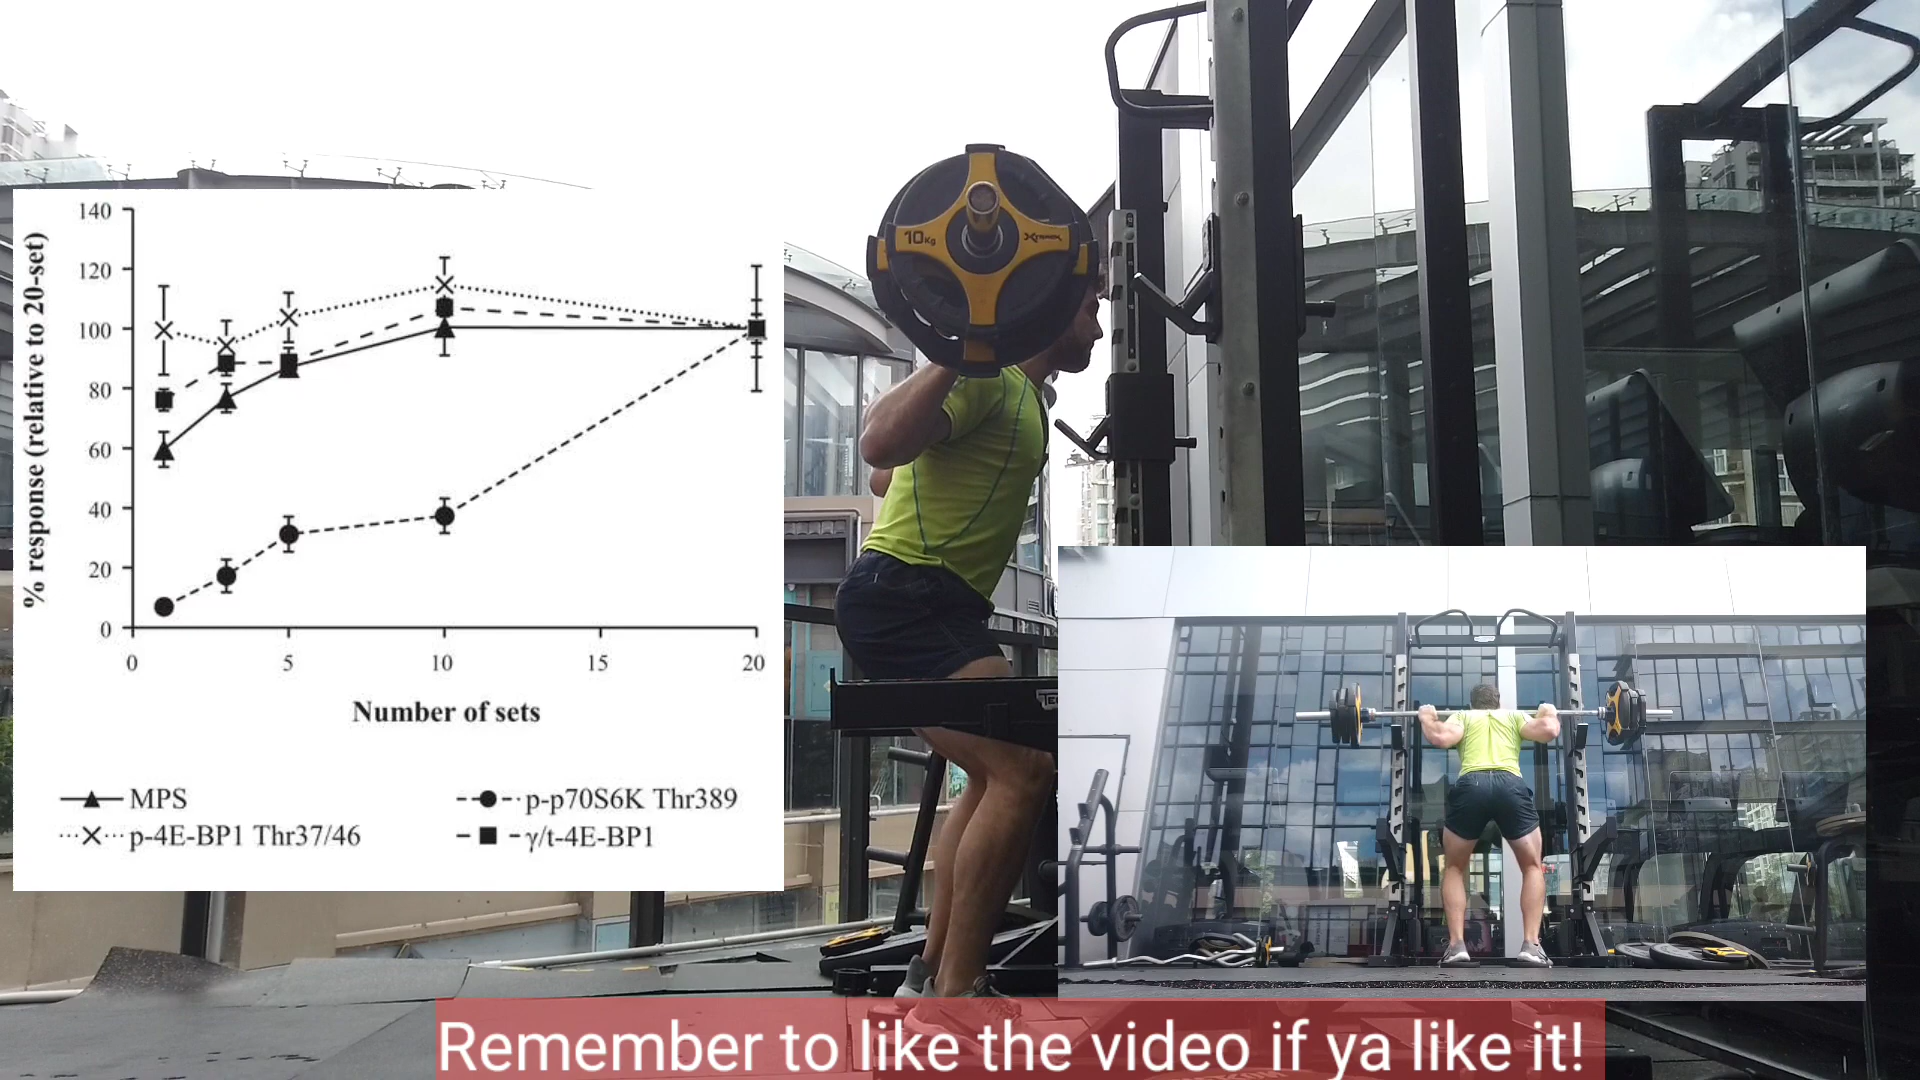 140
120
100
80
60
40
20
0
% response (relative to 20-set)
0 5 10 15 20
Number of sets
MPS
p-p70S6K Thr389
p-4E-BP1 Thr37/46
γ/t-4E-BP1
10Kg
Remember to like the video if ya like it!